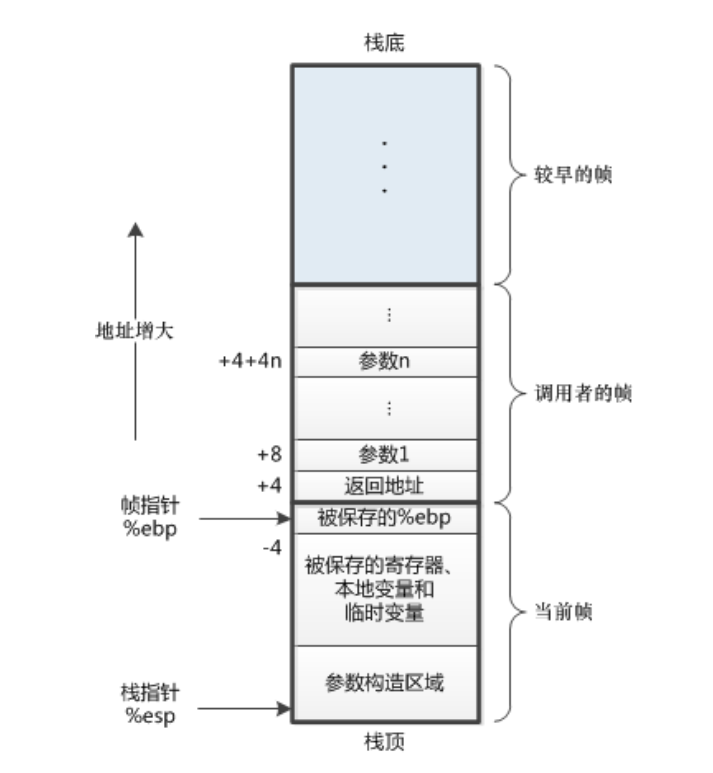 栈底
较早的帧
地址增大
+4+4n
参数n
调用者的帧
+8
参数1
+4
返回地址
帧指针
%ebp
被保存的%ebp
-4
被保存的寄存器、
本地变量和
临时变量
当前帧
参数构造区域
栈指针
%esp
栈顶